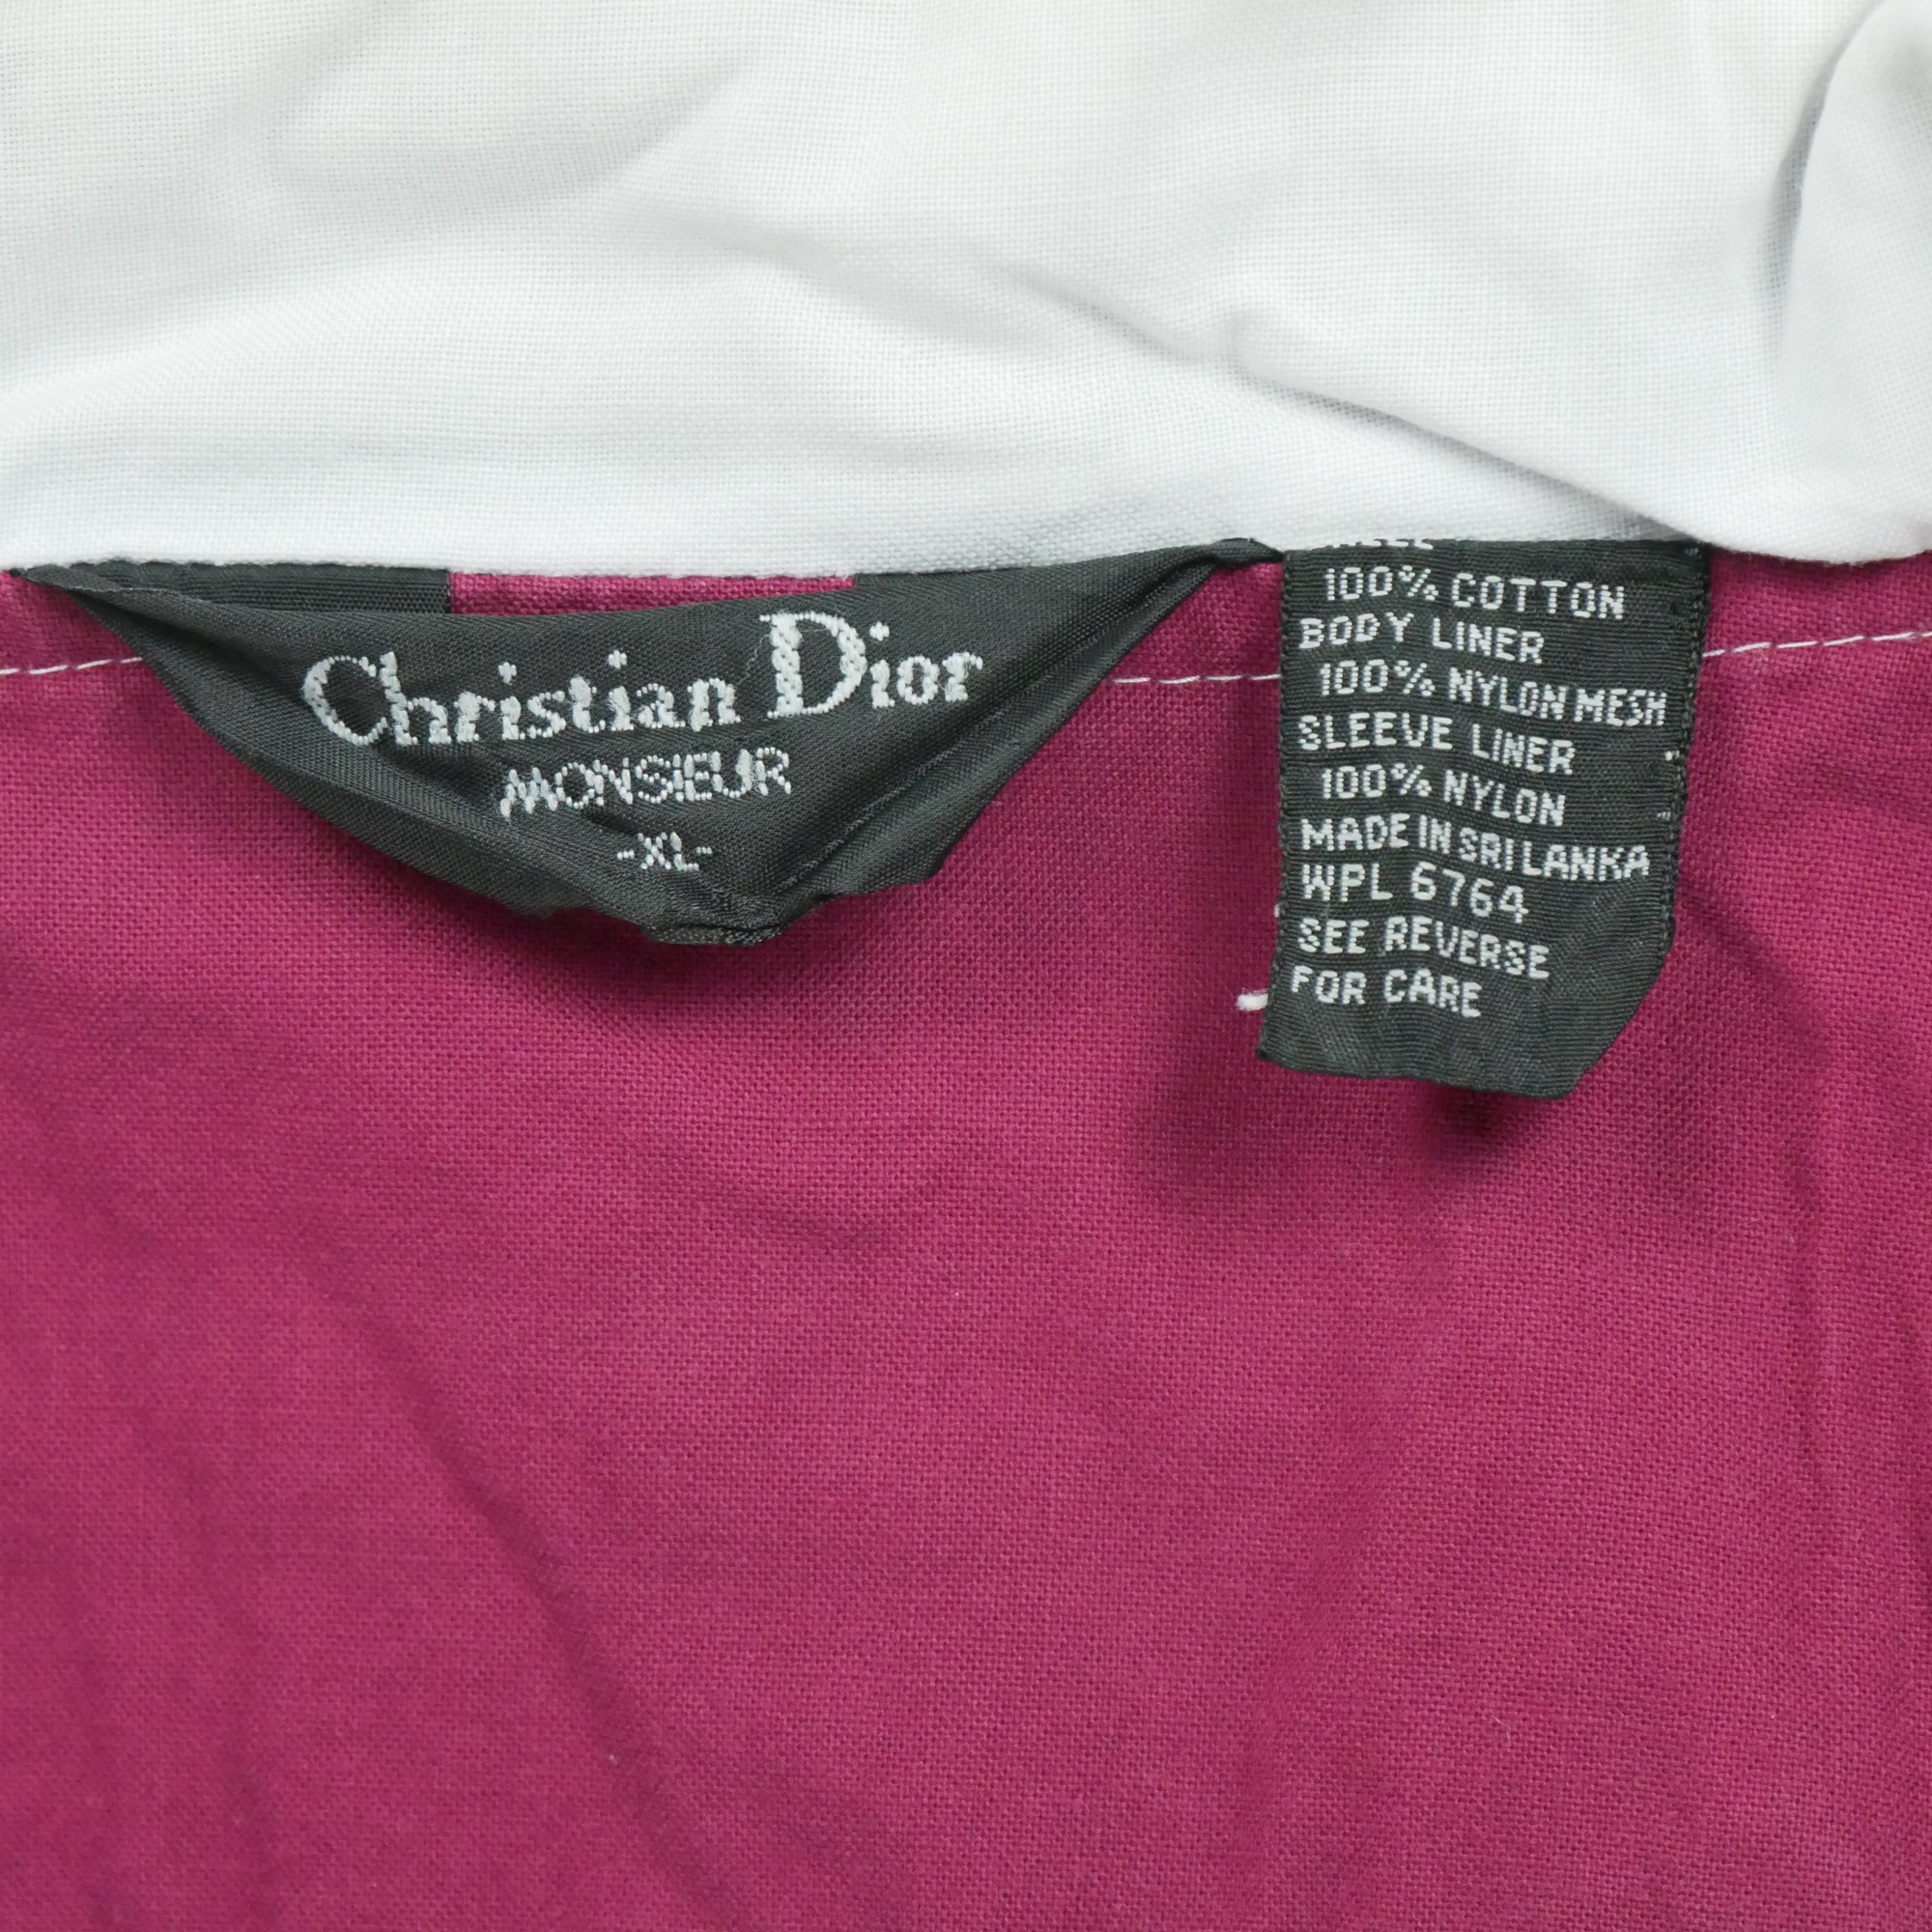 Christian Dior
MONSIEUR
-XL-
100% COTTON
BODY LINER
100% NYLON MESH
SLEEVE LINER
100% NYLON
MADE IN SRI LANKA
WPL 6764
SEE REVERSE
FOR CARE